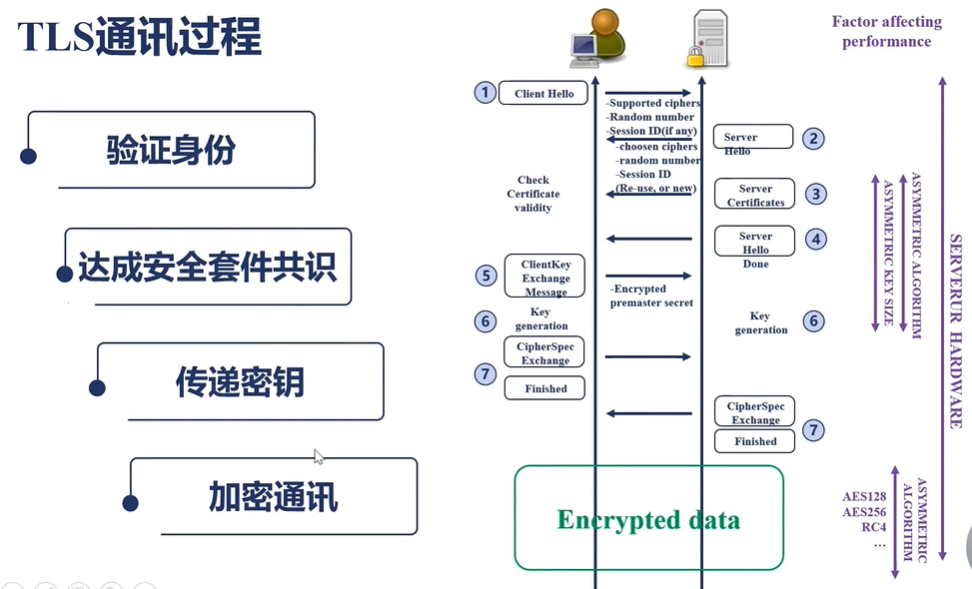 TLS通讯过程
验证身份
达成安全套件共识
传递密钥
加密通讯
Factor affecting
performance
1
Client Hello
-Supported ciphers
-Random number
-Session ID(if any)
Server
Hello
2
-choosen ciphers
-random number
-Session ID
(Re-use, or new)
Check
Certificate
validity
Server
Certificates
3
Server
Hello
Done
4
5
ClientKey
Exchange
Message
-Encrypted
premaster secret
6
Key
generation
Key
generation
6
CipherSpec
Exchange
7
Finished
CipherSpec
Exchange
7
Finished
Encrypted data
ASYMMETRIC KEY SIZE
ASYMMETRIC ALGORITHM
SERVERUR HARDWARE
AES128
AES256
RC4
...
ASYMMETRIC
ALGORITHM